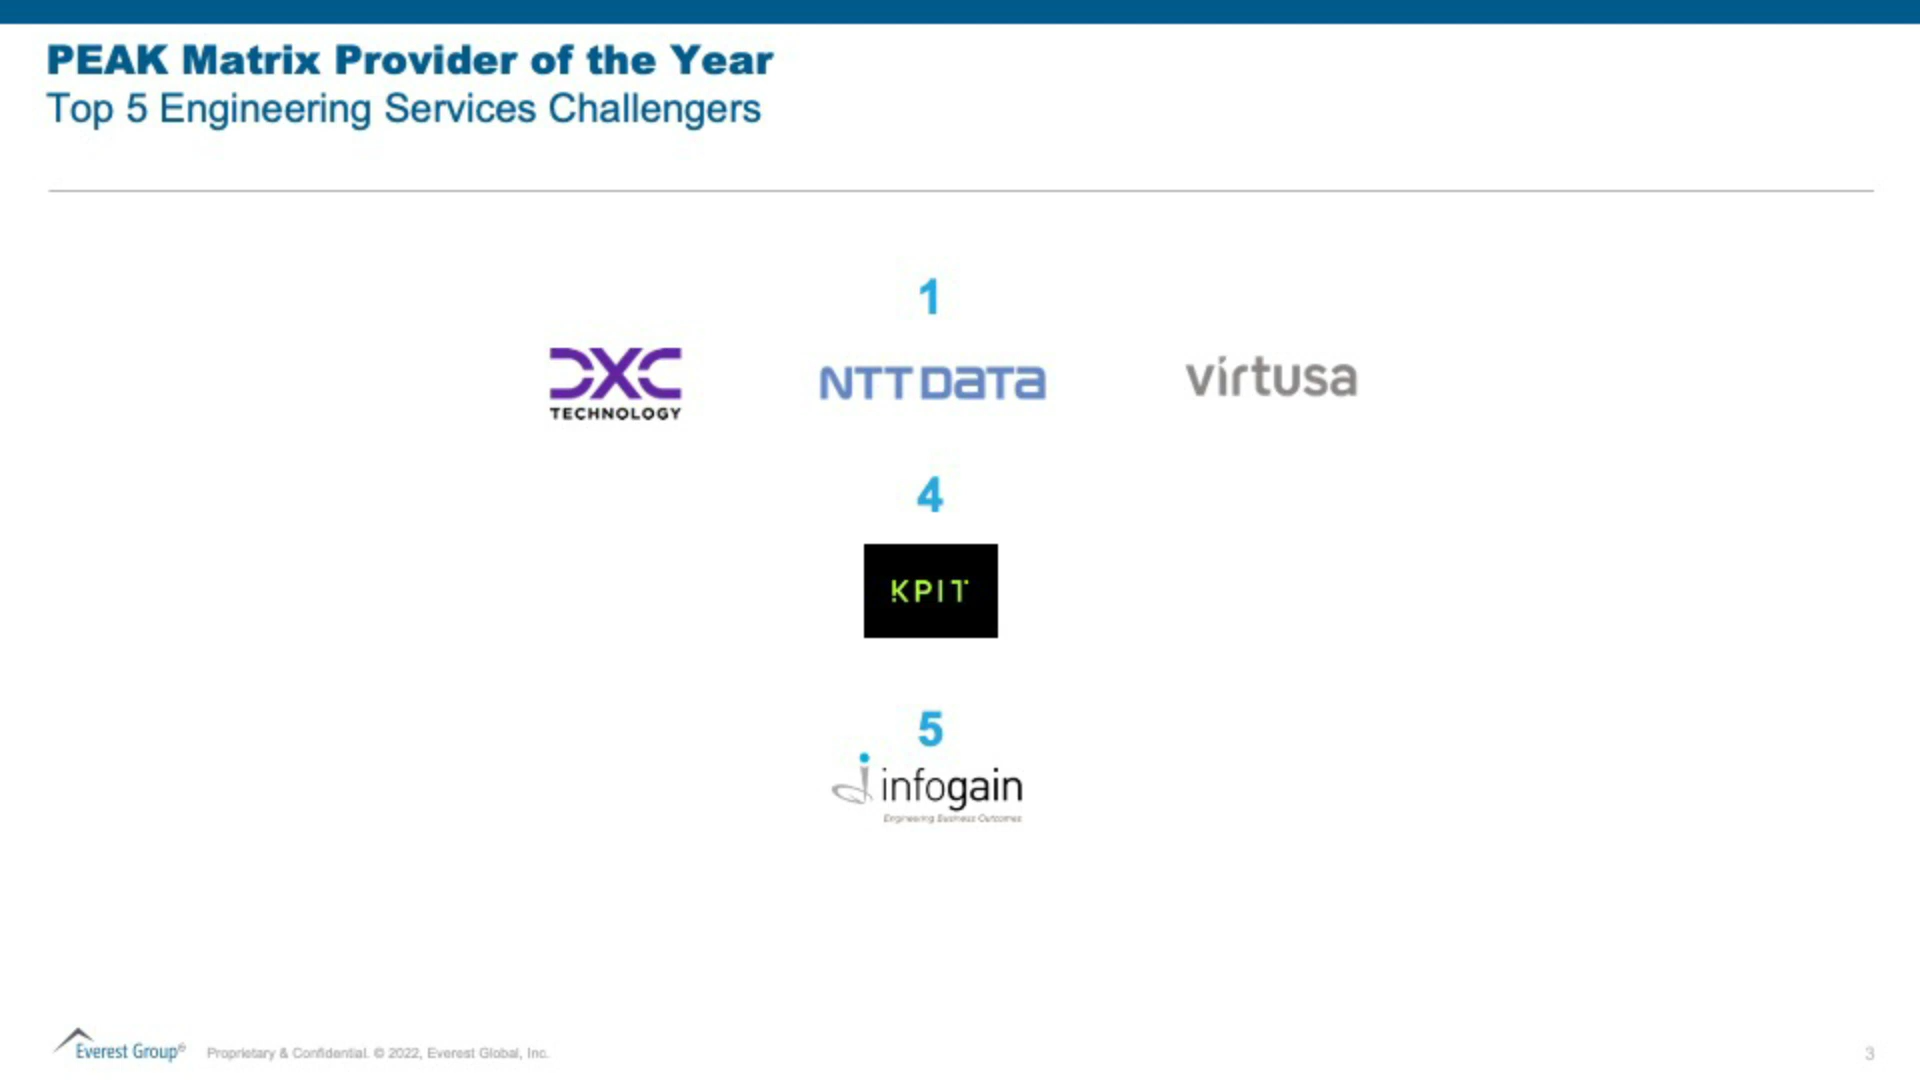 PEAK Matrix Provider of the Year
Top 5 Engineering Services Challengers
1
DXC
TECHNOLOGY
NTT DATA
virtusa
4
KPIT
5
infogain
Engineering Business Outcomes
Everest Group®
Proprietary & Confidential. © 2022, Everest Global, Inc.
3